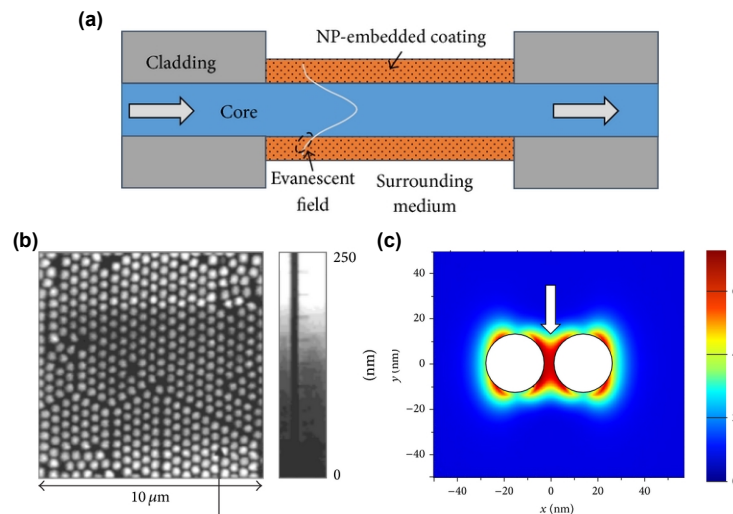 (a)
NP-embedded coating
Cladding
Core
Evanescent
field
Surrounding
medium
(b)
250
(nm)
0
10 μm
(c)
40
20
0
−20
−40
y (nm)
−40
−20
0
20
40
x (nm)